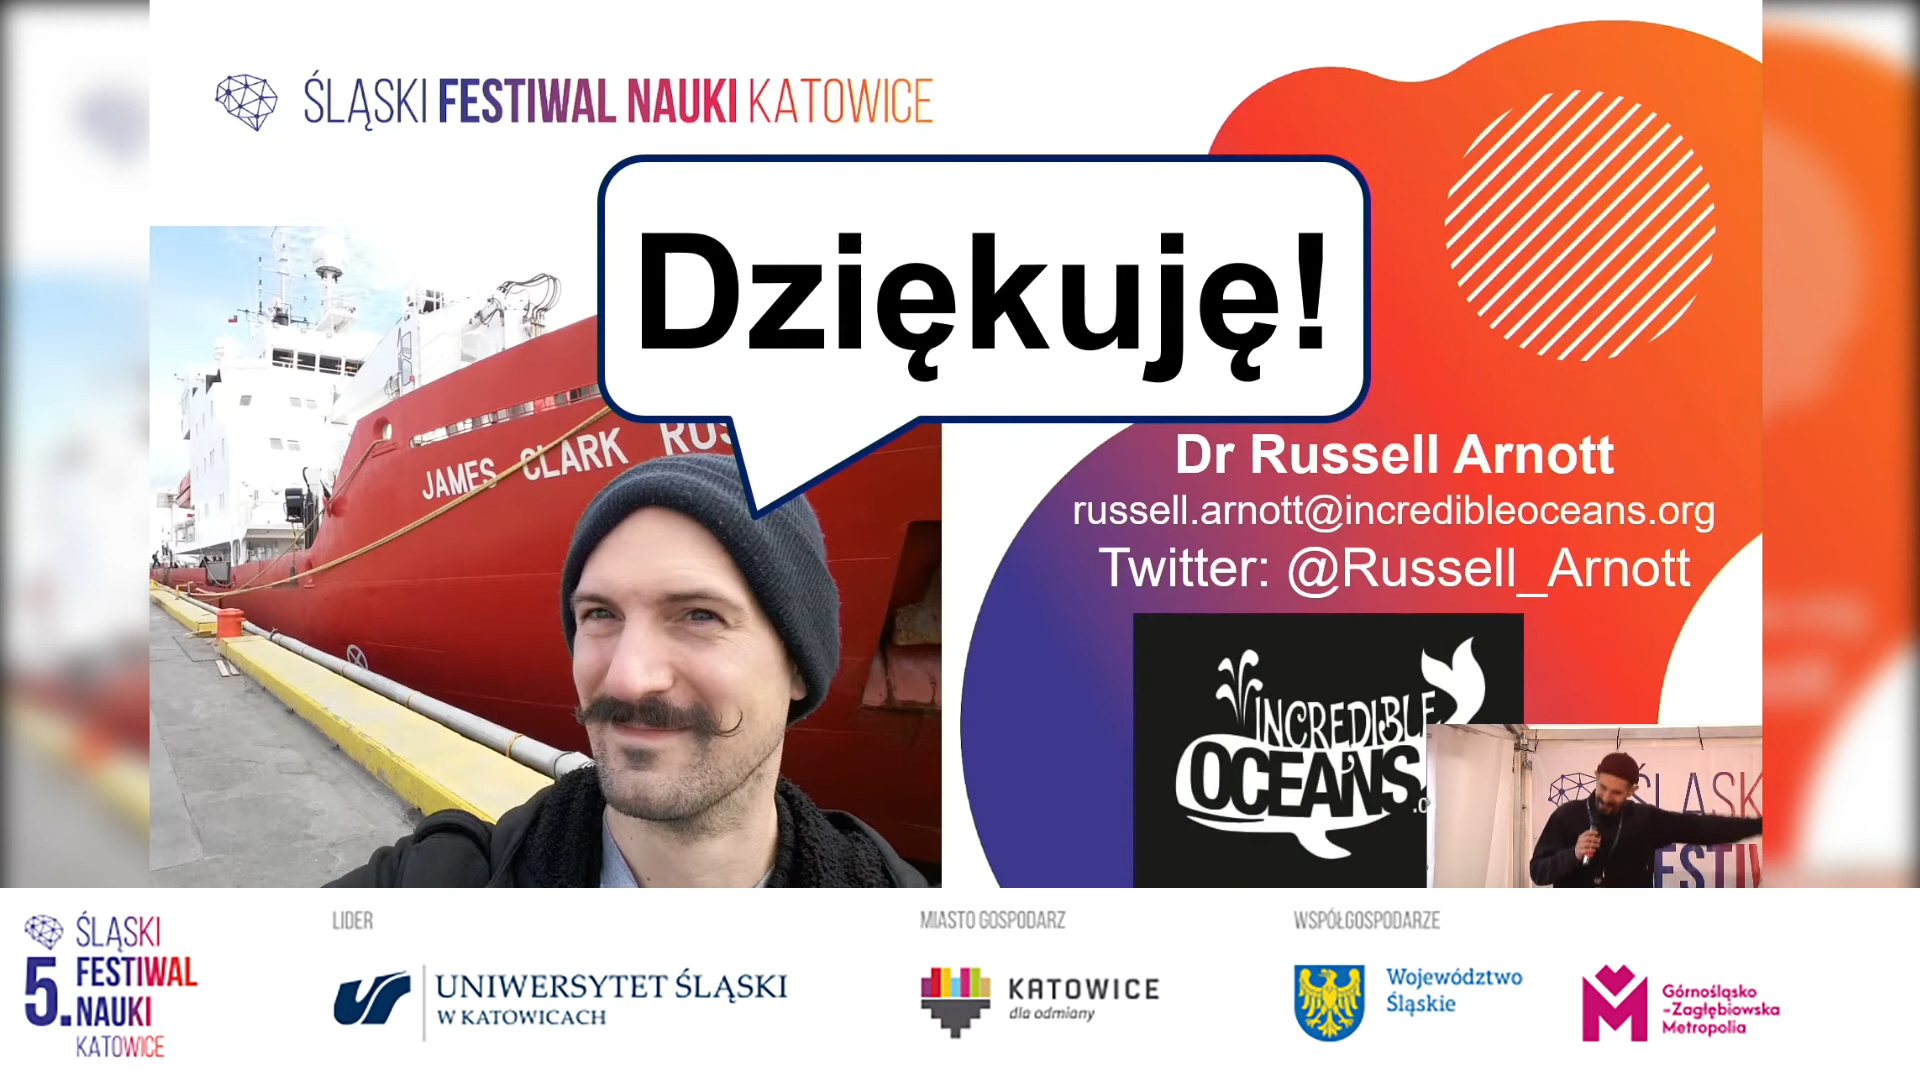 ŚLĄSKI FESTIWAL NAUKI KATOWICE
Dziękuję!
JAMES CLARK
Dr Russell Arnott
russell.arnott@incredibleoceans.org
Twitter: @Russell_Arnott
INCREDIBLE
OCEANS
ŚLĄSK
FESTIW
ŚLĄSKI
5. FESTIWAL
NAUKI
KATOWICE
LIDER
UNIWERSYTET ŚLĄSKI
W KATOWICACH
MIASTO GOSPODARZ
KATOWICE
dla odmiany
WSPÓŁGOSPODARZE
Województwo
Śląskie
Górnośląsko
-Zagłębiowska
Metropolia